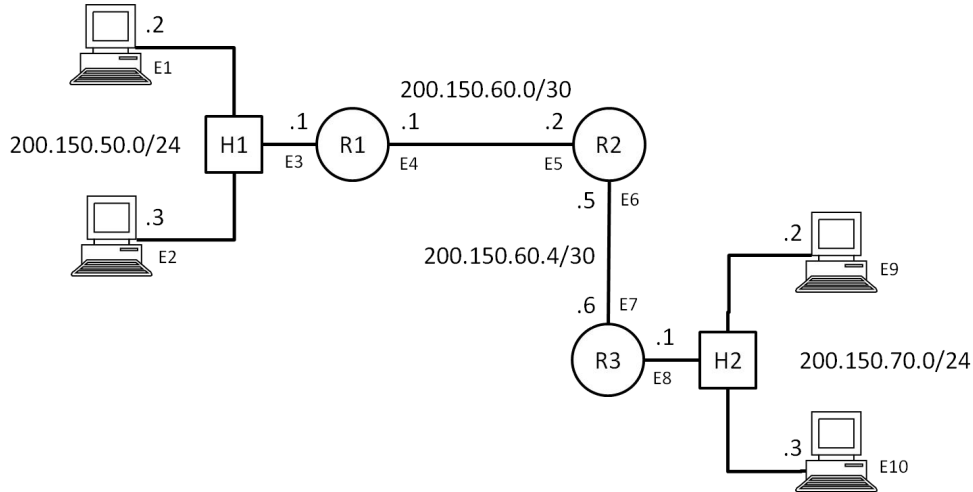 .2
E1
200.150.50.0/24
H1
.1
E3
R1
.1
E4
200.150.60.0/30
.2
E5
R2
.3
E2
.5
E6
200.150.60.4/30
.6
E7
R3
.1
E8
H2
.2
E9
200.150.70.0/24
.3
E10